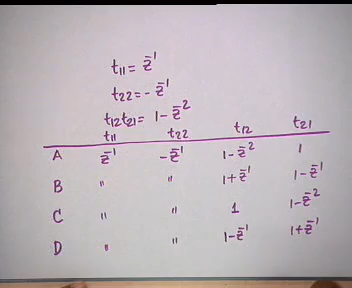 t₁₁ = z̄¹
t₂₂ = - z̄¹
t₁₂t₂₁ = 1 - z̄²
t₁₁ t₂₂ t₁₂ t₂₁
A z̄¹ -z̄¹ 1-z̄² 1
B " " 1+z̄¹ 1-z̄¹
C " " 1 1-z̄²
D " " 1-z̄¹ 1+z̄¹